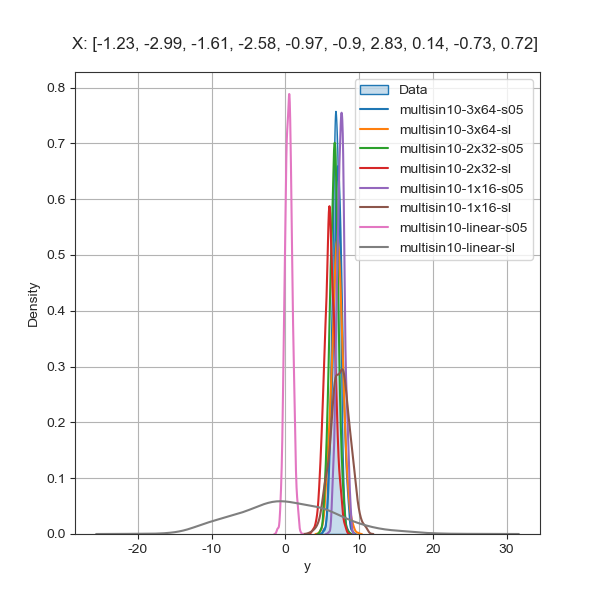 X: [-1.23, -2.99, -1.61, -2.58, -0.97, -0.9, 2.83, 0.14, -0.73, 0.72]
Data
multisin10-3x64-s05
multisin10-3x64-sl
multisin10-2x32-s05
multisin10-2x32-sl
multisin10-1x16-s05
multisin10-1x16-sl
multisin10-linear-s05
multisin10-linear-sl
Density
0.8
0.7
0.6
0.5
0.4
0.3
0.2
0.1
0.0
-20 -10 0 10 20 30
y